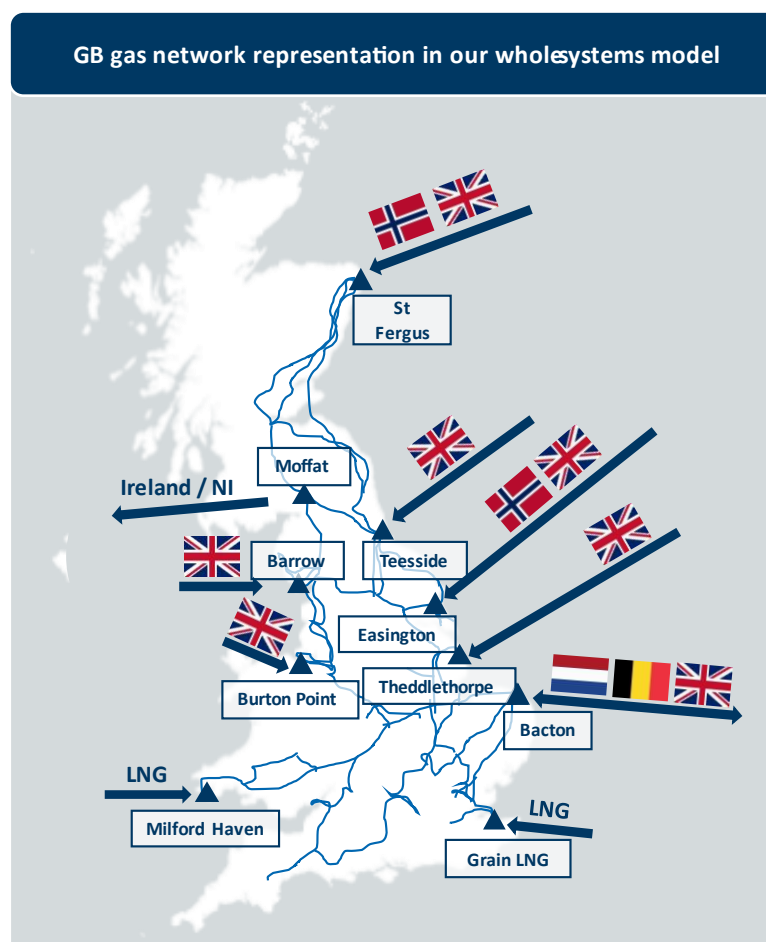 GB gas network representation in our wholesystems model
St
Fergus
Moffat
Ireland / NI
Barrow
Teesside
Easington
Theddlethorpe
Burton Point
Bacton
LNG
Milford Haven
LNG
Grain LNG